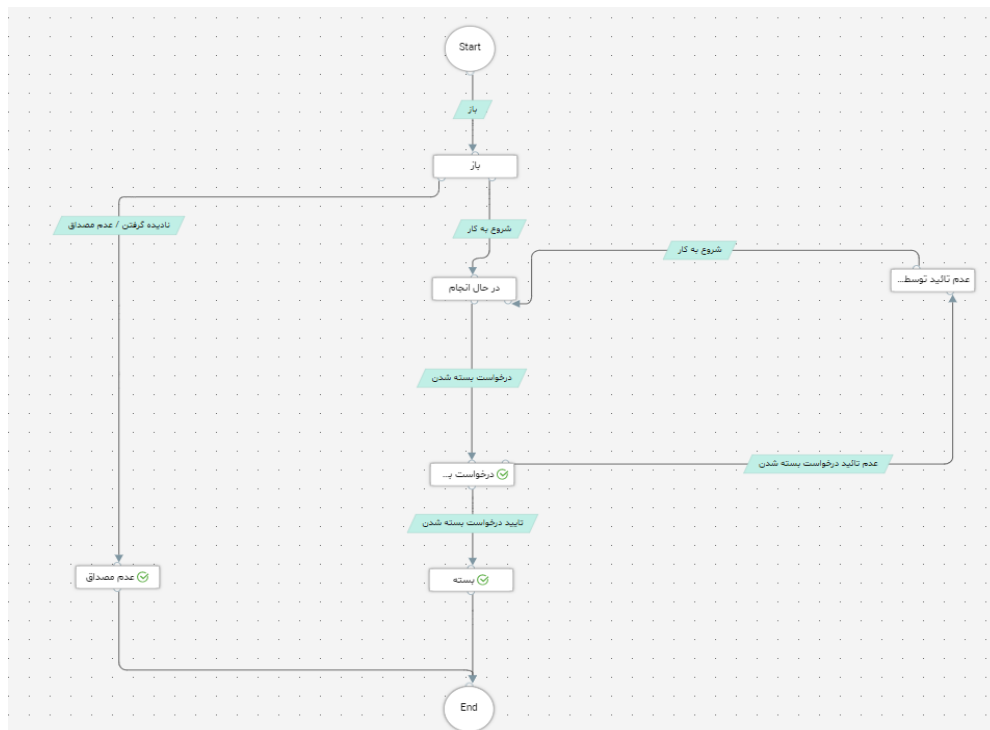 Start
باز
باز
نادیده گرفتن / عدم مصداق
شروع به کار
شروع به کار
عدم تائید توسط...
در حال انجام
درخواست بسته شدن
درخواست ب...
عدم تائید درخواست بسته شدن
تایید درخواست بسته شدن
عدم مصداق
بسته
End